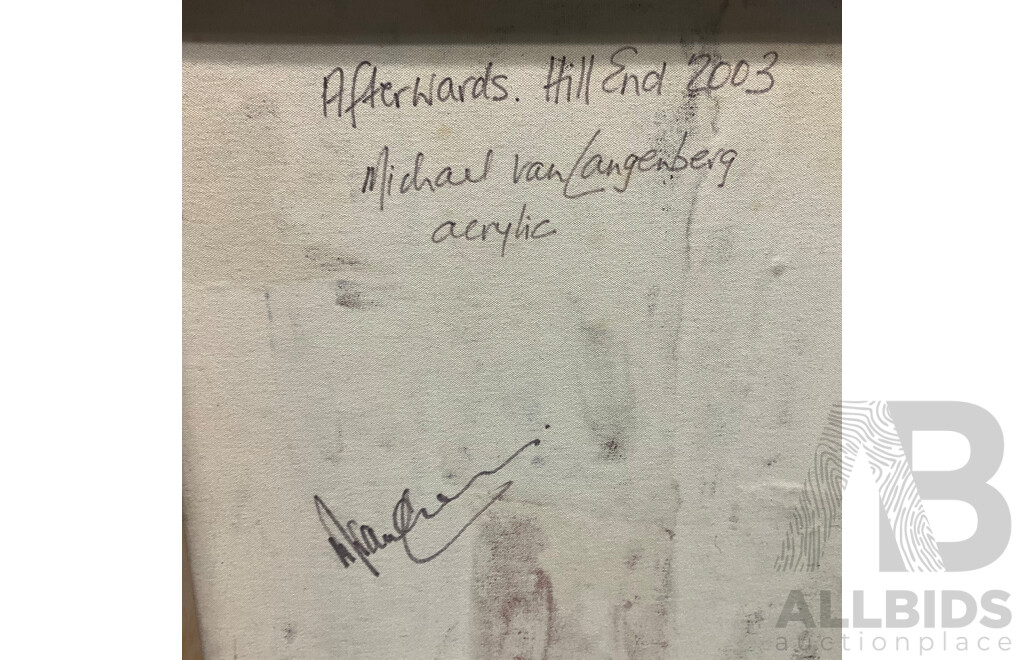 Afterwards. Hill End 2003
Michael van Langenberg
acrylic
ALLBIDS
auctionplace